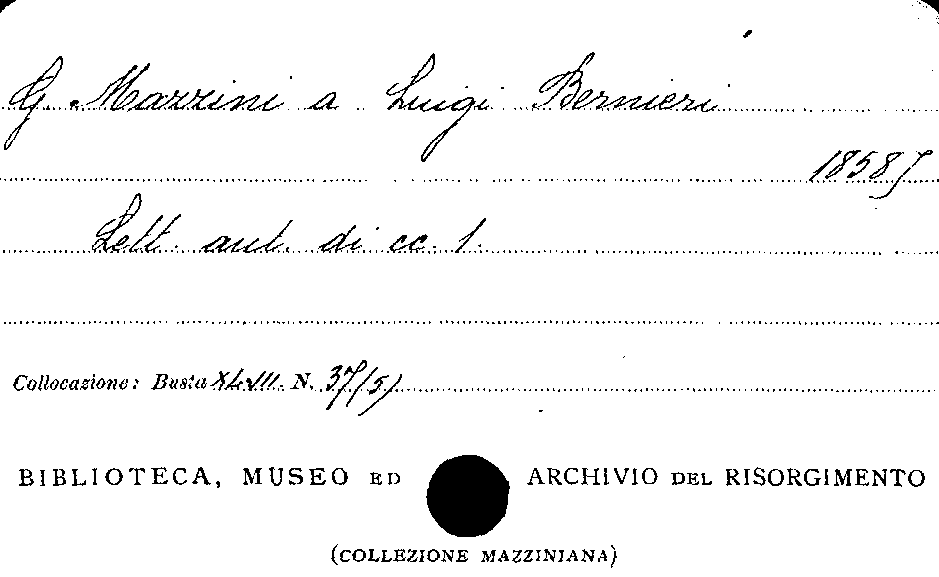 G. Mazzini a Luigi Bernieri
1858]
Lett. aut. di cc. 1.
Collocazione: Busta XLVIII N. 37/(5)
BIBLIOTECA, MUSEO ED ARCHIVIO DEL RISORGIMENTO
(COLLEZIONE MAZZINIANA)